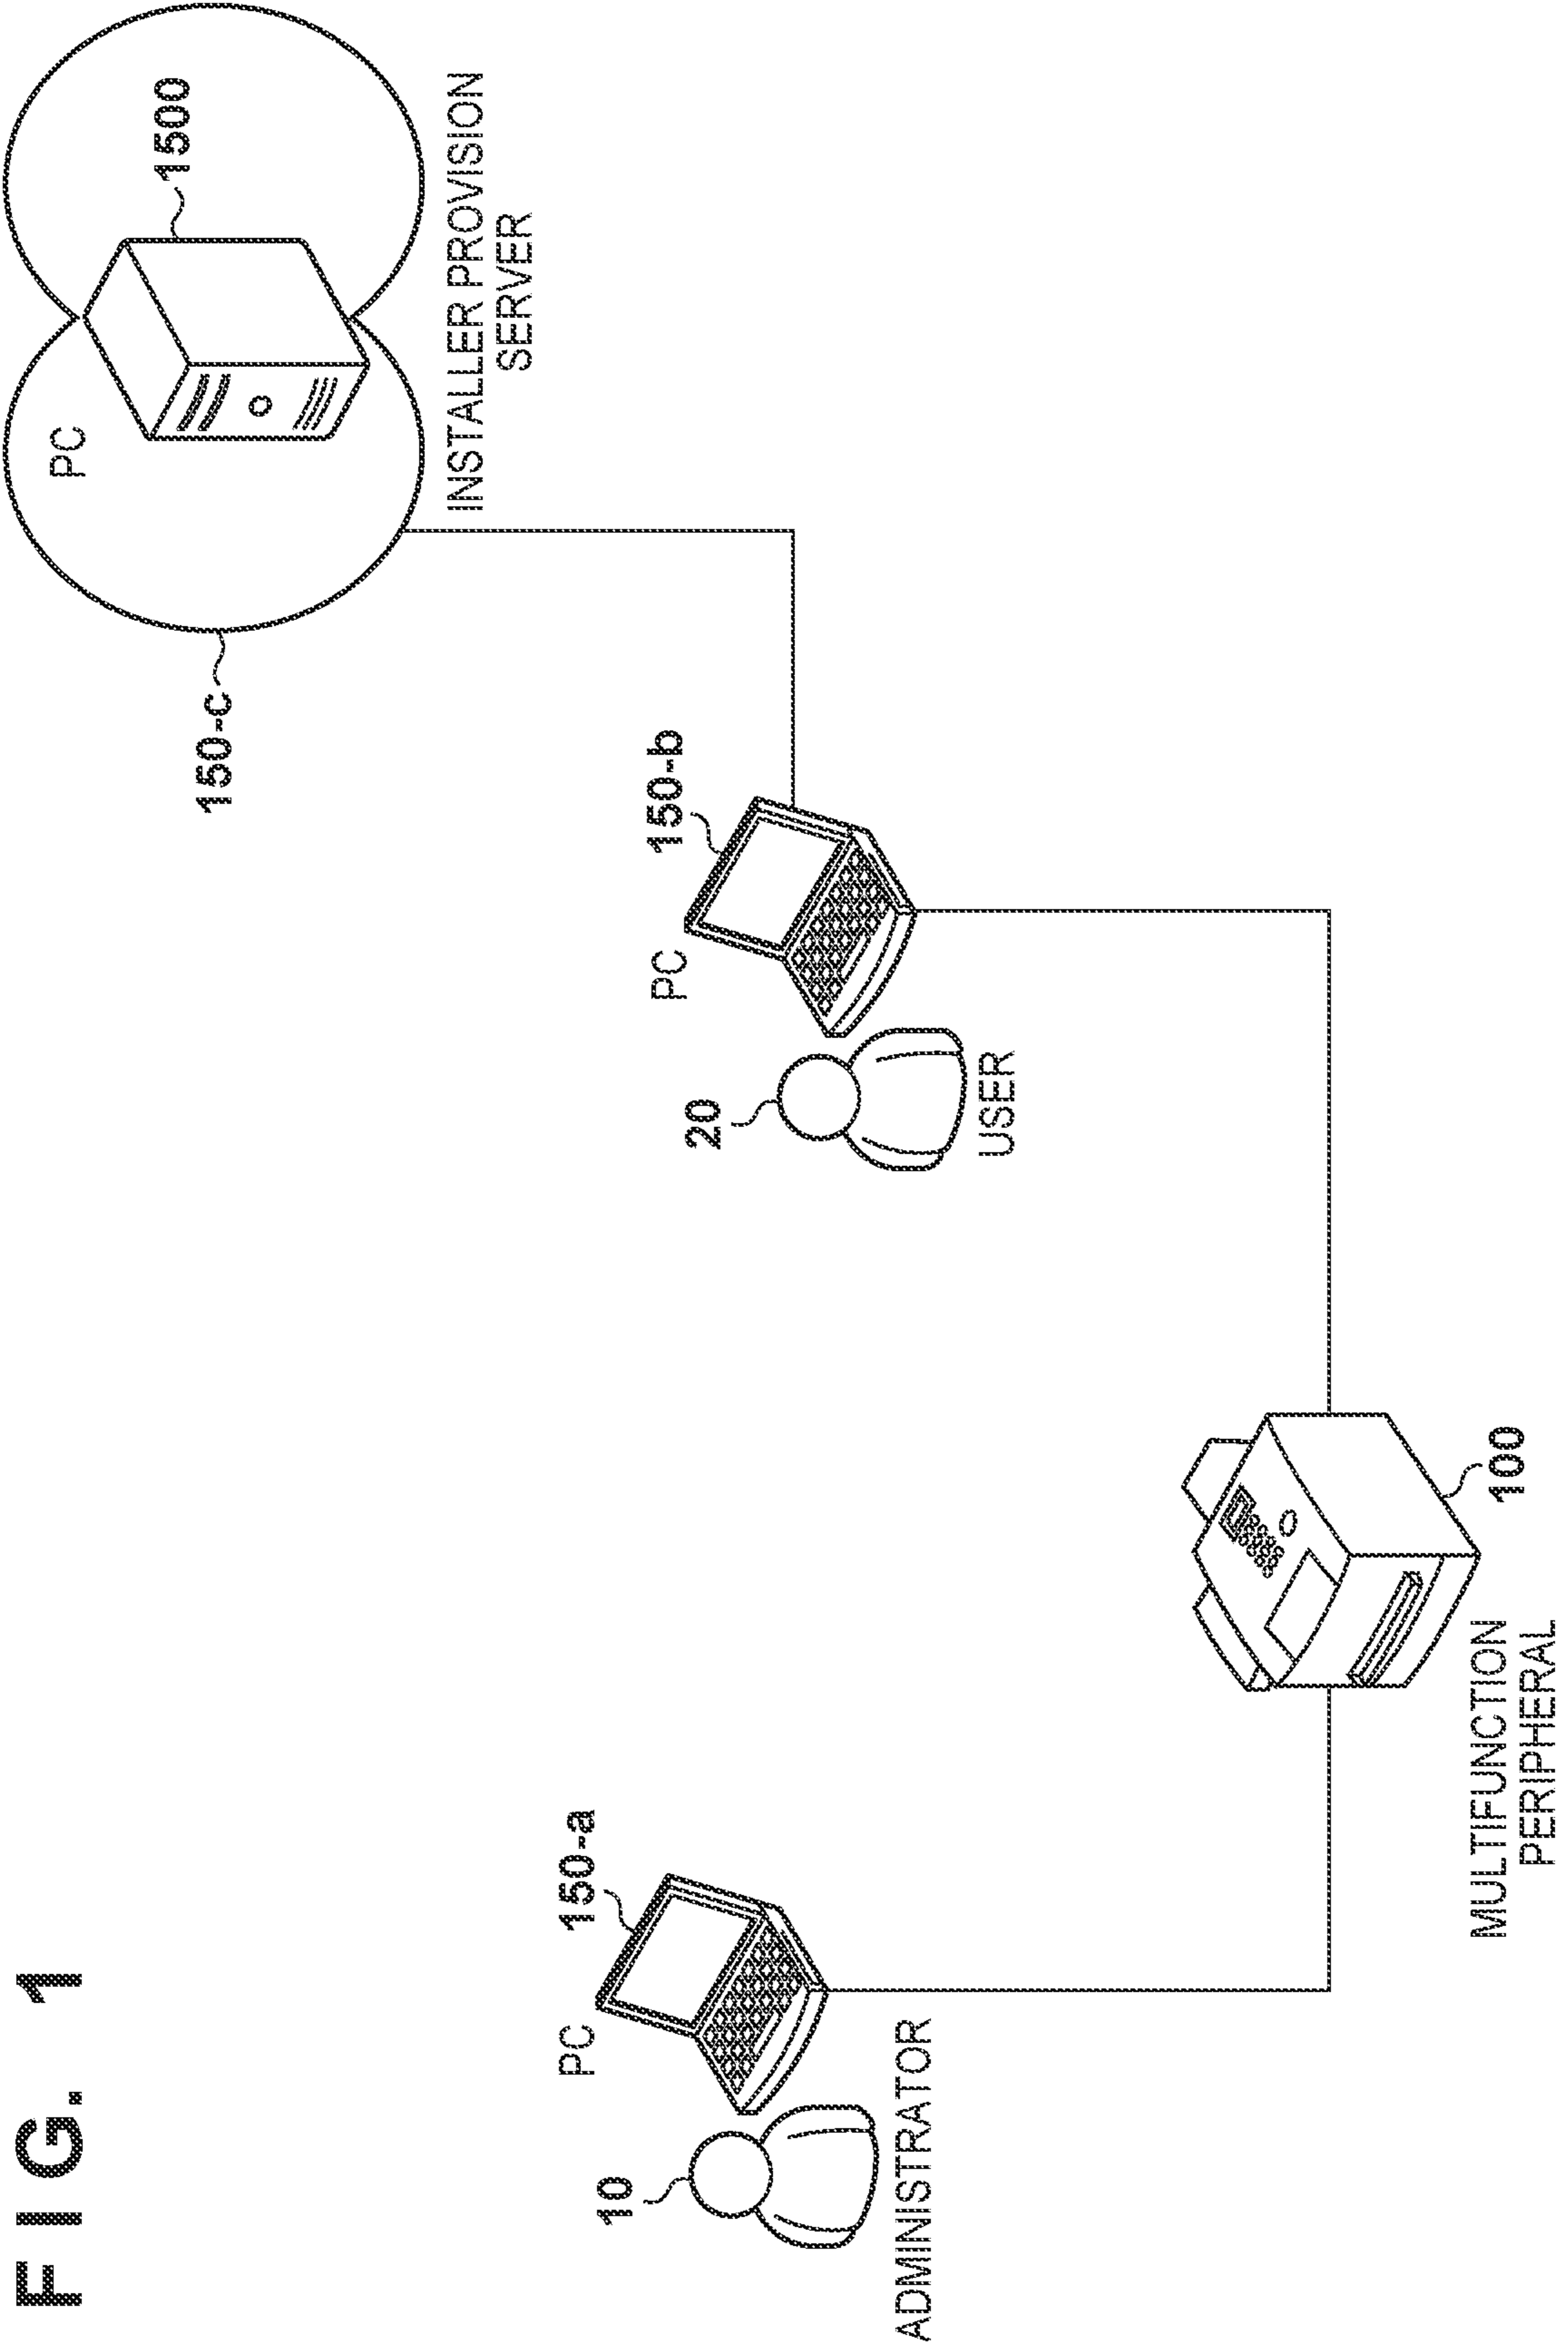 FIG. 1
PC
1500
150-c
INSTALLER PROVISION
SERVER
150-b
PC
20
USER
150-a
PC
10
ADMINISTRATOR
100
MULTIFUNCTION
PERIPHERAL